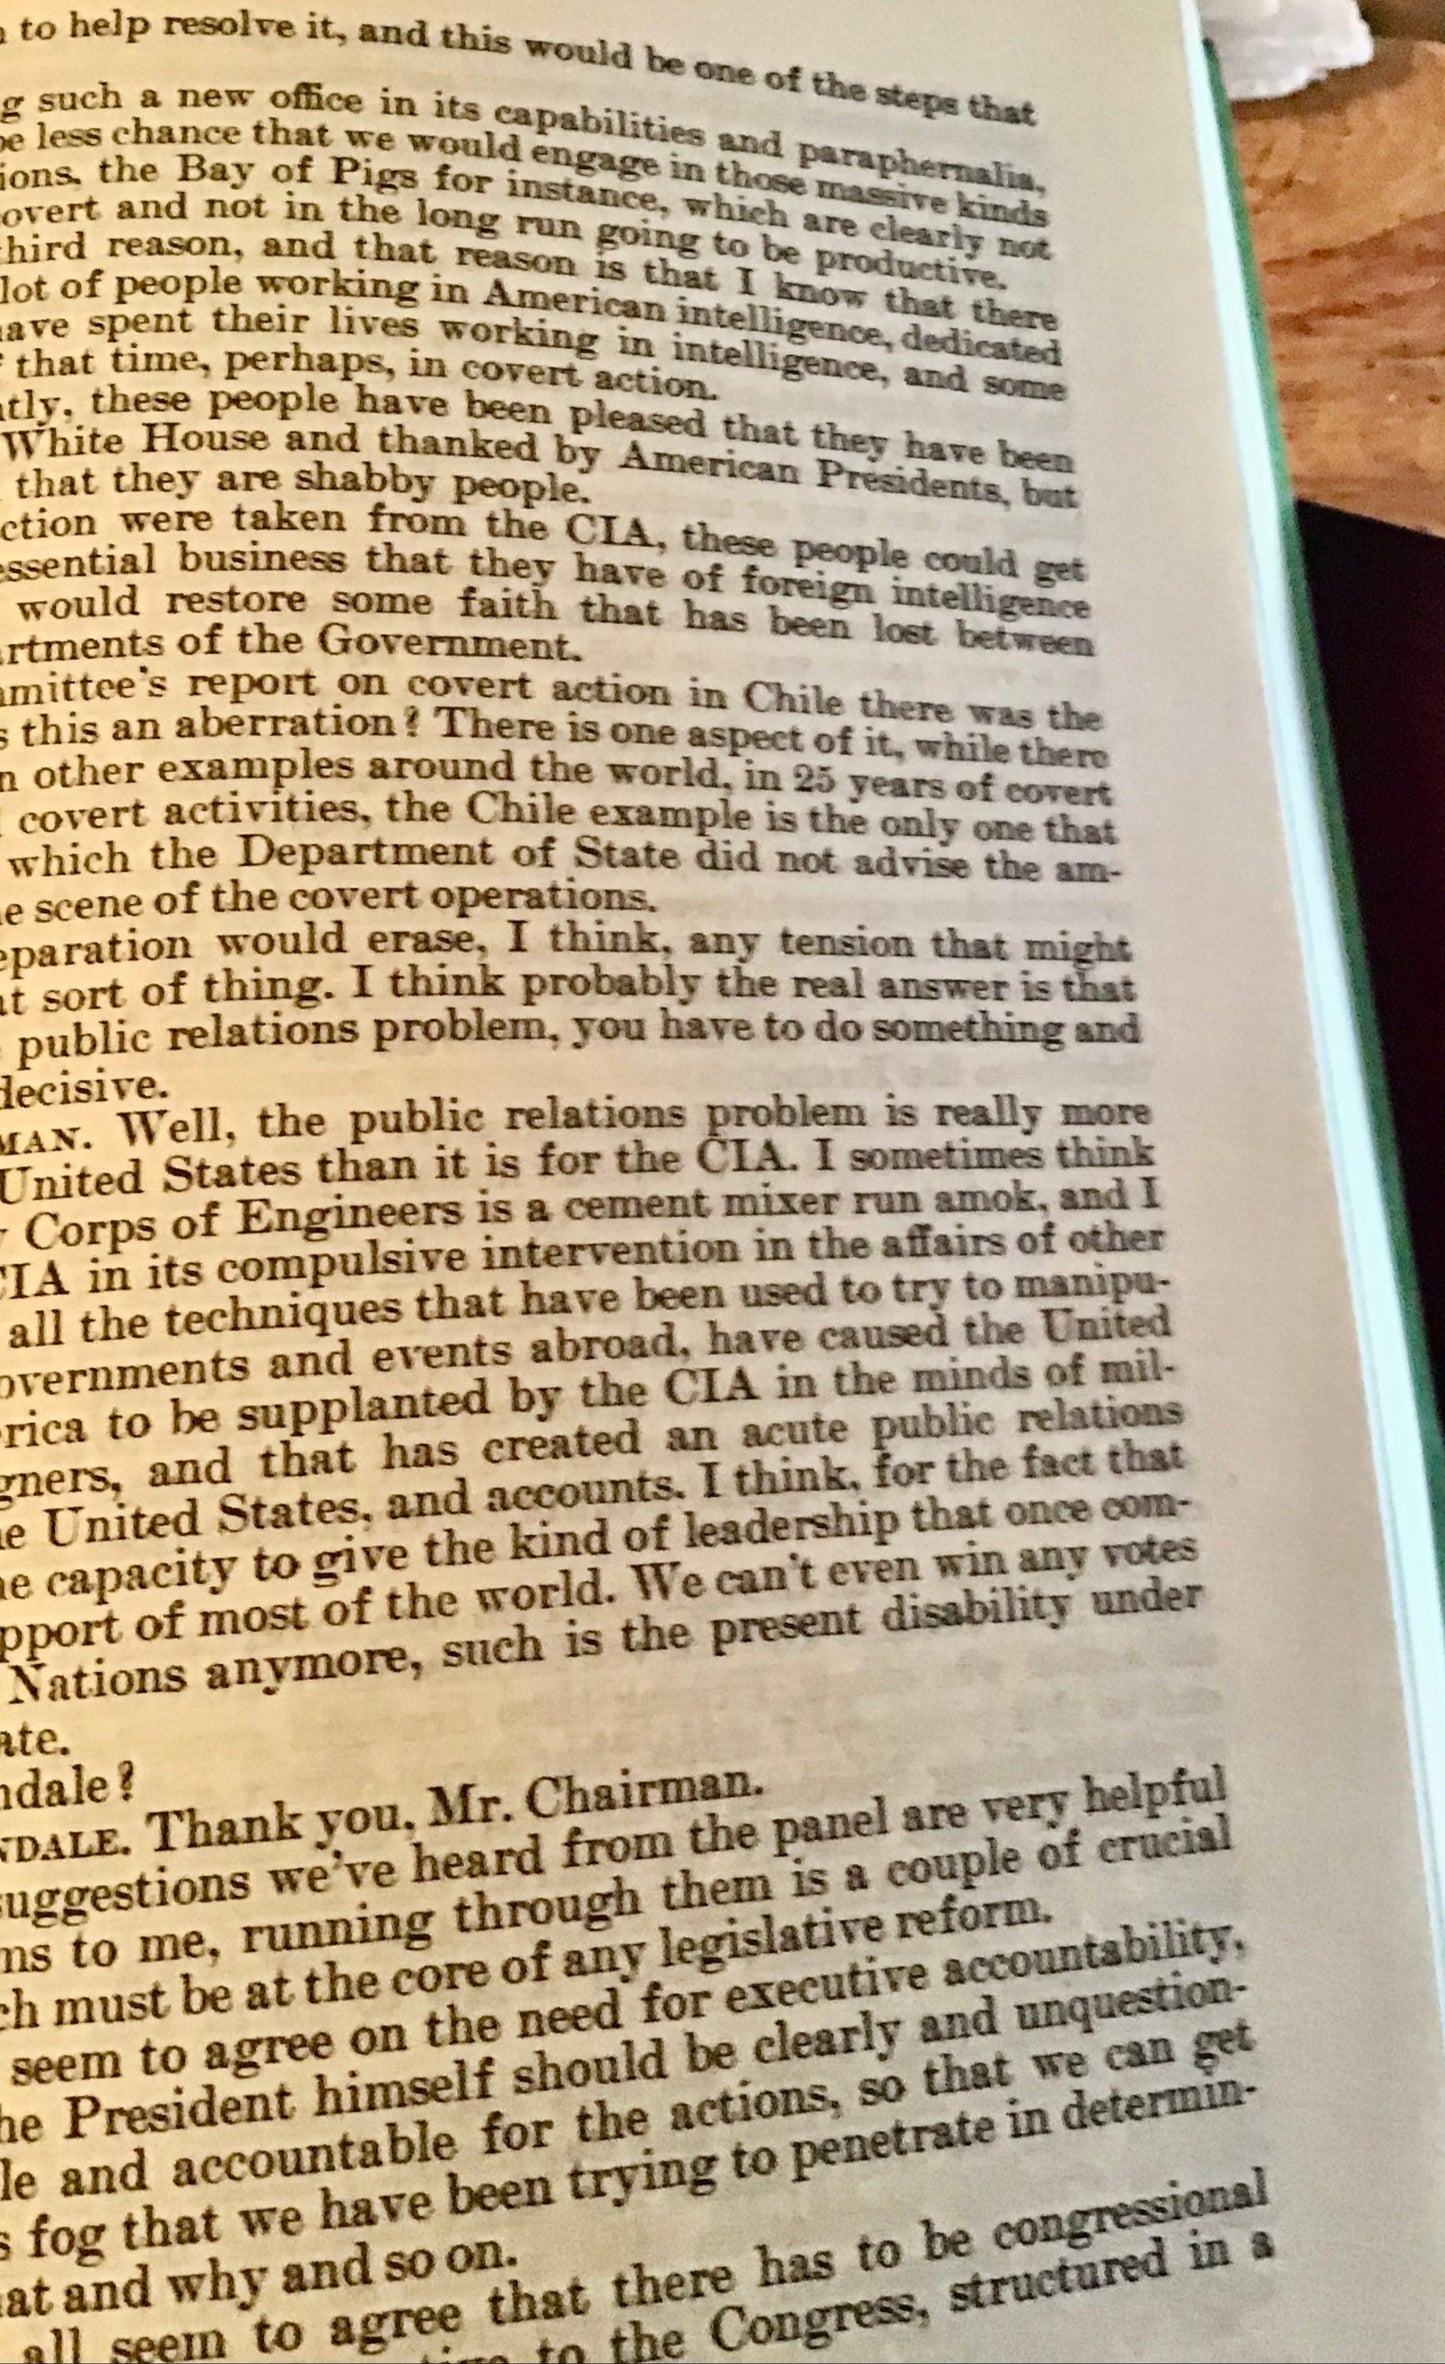 to help resolve it, and this would be one of the steps that
g such a new office in its capabilities and paraphernalia,
be less chance that we would engage in those massive kinds
ions, the Bay of Pigs for instance, which are clearly not
overt and not in the long run going to be productive.
third reason, and that reason is that I know that there
lot of people working in American intelligence, dedicated
have spent their lives working in intelligence, and some
that time, perhaps, in covert action.
ntly, these people have been pleased that they have been
White House and thanked by American Presidents, but
that they are shabby people.
ction were taken from the CIA, these people could get
essential business that they have of foreign intelligence
would restore some faith that has been lost between
artments of the Government.
mmittee's report on covert action in Chile there was the
s this an aberration? There is one aspect of it, while there
n other examples around the world, in 25 years of covert
covert activities, the Chile example is the only one that
which the Department of State did not advise the am-
e scene of the covert operations.
eparation would erase, I think, any tension that might
at sort of thing. I think probably the real answer is that
public relations problem, you have to do something and
decisive.
MAN. Well, the public relations problem is really more
United States than it is for the CIA. I sometimes think
y Corps of Engineers is a cement mixer run amok, and I
CIA in its compulsive intervention in the affairs of other
all the techniques that have been used to try to manipu-
overnments and events abroad, have caused the United
erica to be supplanted by the CIA in the minds of mil-
gners, and that has created an acute public relations
he United States, and accounts. I think, for the fact that
he capacity to give the kind of leadership that once com-
pport of most of the world. We can't even win any votes
Nations anymore, such is the present disability under
ate.
ndale?
NDALE. Thank you, Mr. Chairman.
suggestions we've heard from the panel are very helpful
ms to me, running through them is a couple of crucial
ch must be at the core of any legislative reform.
seem to agree on the need for executive accountability,
he President himself should be clearly and unquestion-
le and accountable for the actions, so that we can get
s fog that we have been trying to penetrate in determin-
hat and why and so on.
all seem to agree that there has to be congressional
to the Congress, structured in a